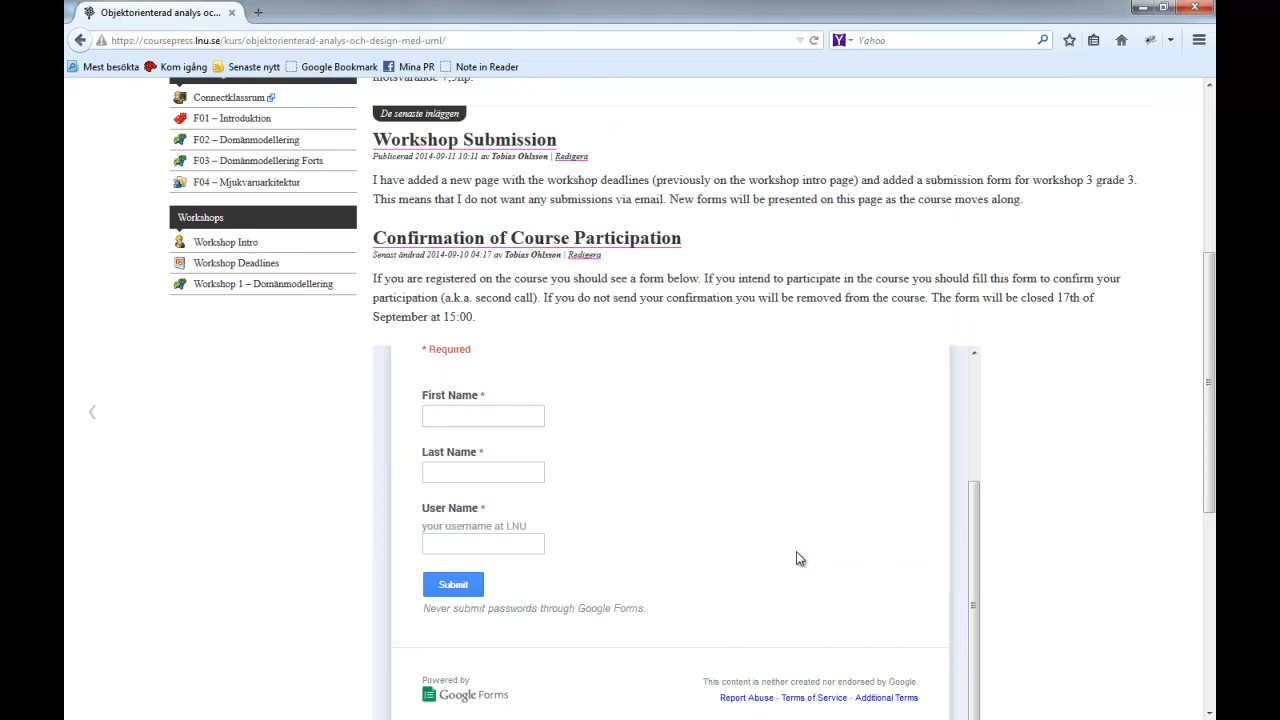 Objektorienterad analys oc...
https://coursepress.lnu.se/kurs/objektorienterad-analys-och-design-med-uml/
Yahoo
Mest besökta Kom igång Senaste nytt Google Bookmark Mina PR Note in Reader
motsvarande 7,5hp.
Connectklassrum
F01 – Introduktion
F02 – Domänmodellering
F03 – Domänmodellering Forts
F04 – Mjukvaruarkitektur
Workshops
Workshop Intro
Workshop Deadlines
Workshop 1 – Domänmodellering
De senaste inläggen
Workshop Submission
Publicerad 2014-09-11 10:11 av Tobias Ohlsson | Redigera
I have added a new page with the workshop deadlines (previously on the workshop intro page) and added a submission form for workshop 3 grade 3.
This means that I do not want any submissions via email. New forms will be presented on this page as the course moves along.
Confirmation of Course Participation
Senast ändrad 2014-09-10 04:17 av Tobias Ohlsson | Redigera
If you are registered on the course you should see a form below. If you intend to participate in the course you should fill this form to confirm your
participation (a.k.a. second call). If you do not send your confirmation you will be removed from the course. The form will be closed 17th of
September at 15:00.
* Required
First Name *
Last Name *
User Name *
your username at LNU
Submit
Never submit passwords through Google Forms.
Powered by
Google Forms
This content is neither created nor endorsed by Google.
Report Abuse - Terms of Service - Additional Terms